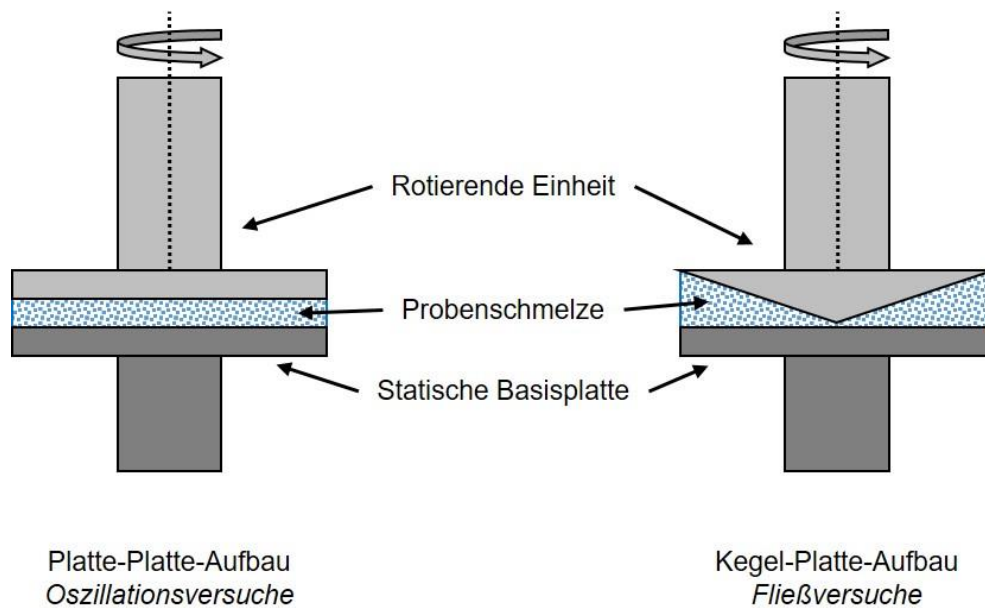 Rotierende Einheit
Probenschmelze
Statische Basisplatte
Platte-Platte-Aufbau
Oszillationsversuche
Kegel-Platte-Aufbau
Fließversuche